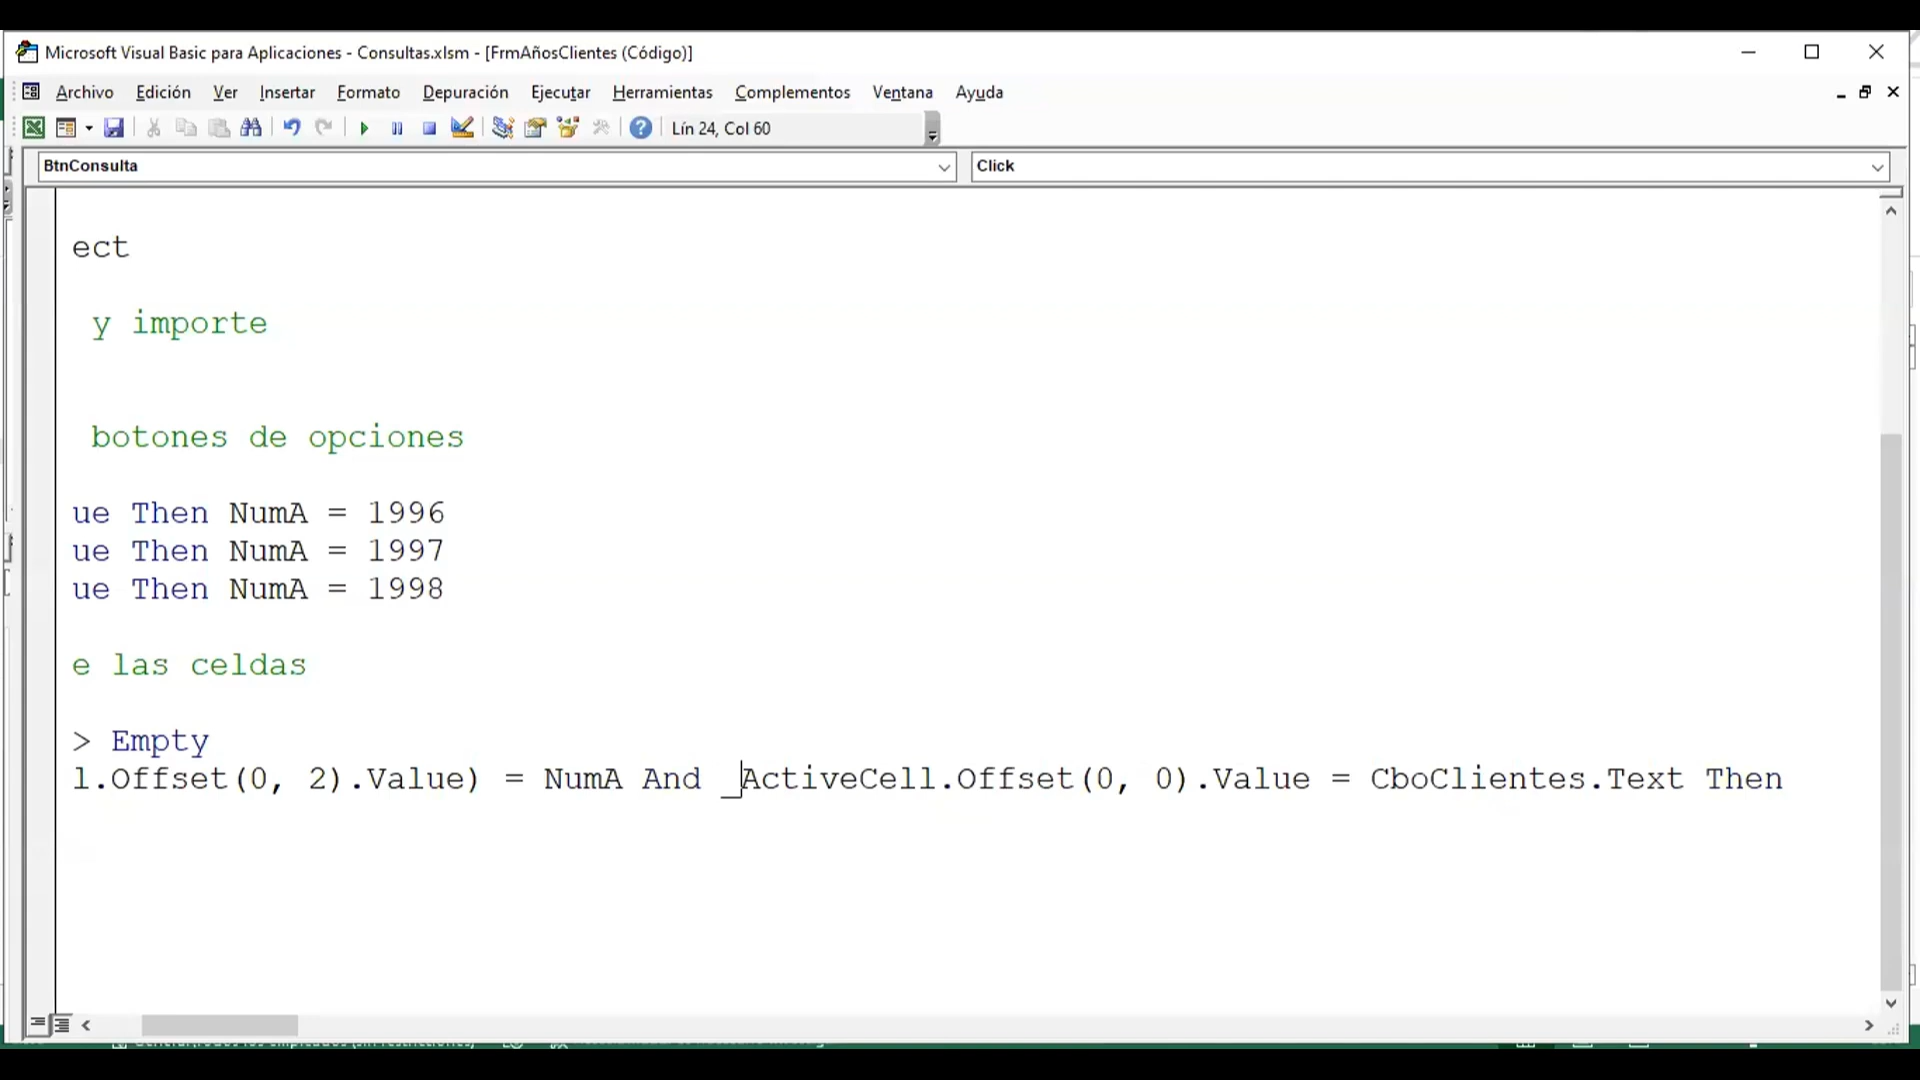 Microsoft Visual Basic para Aplicaciones - Consultas.xlsm - [FrmAñosClientes (Código)]
Archivo Edición Ver Insertar Formato Depuración Ejecutar Herramientas Complementos Ventana Ayuda
Lín 24, Col 60
BtnConsulta Click
ect
y importe
botones de opciones
ue Then NumA = 1996
ue Then NumA = 1997
ue Then NumA = 1998
e las celdas
> Empty
l.Offset(0, 2).Value) = NumA And _ActiveCell.Offset(0, 0).Value = CboClientes.Text Then